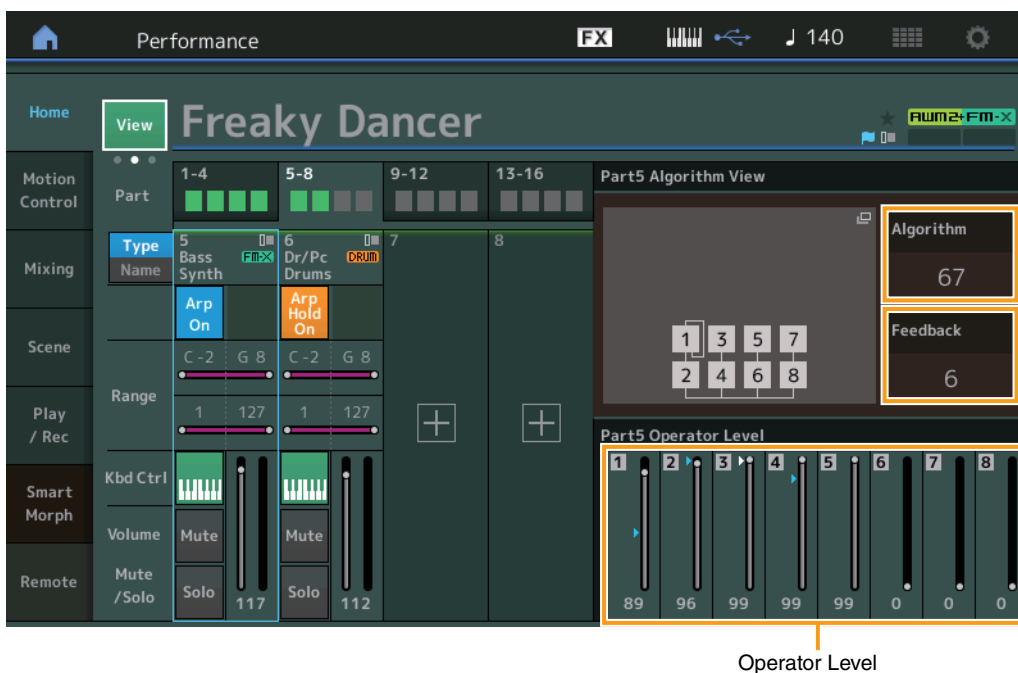 Performance
FX
140
Home
View
Freaky Dancer
AWM2+FM-X
Motion
Control
Part
1-4
5-8
9-12
13-16
Part5 Algorithm View
Algorithm
67
Type
Name
5
Bass
Synth
FM-X
6
Dr/Pc
Drums
DRUM
7
8
Mixing
Arp
On
Arp
Hold
On
Feedback
6
1 3 5 7
2 4 6 8
Scene
Range
C -2 G 8
C -2 G 8
1 127
1 127
Play
/ Rec
Part5 Operator Level
1 2 3 4 5 6 7 8
89 96 99 99 99 0 0 0
Smart
Morph
Kbd Ctrl
Volume
Mute
Mute
Remote
Mute
/Solo
Solo
117
Solo
112
Operator Level